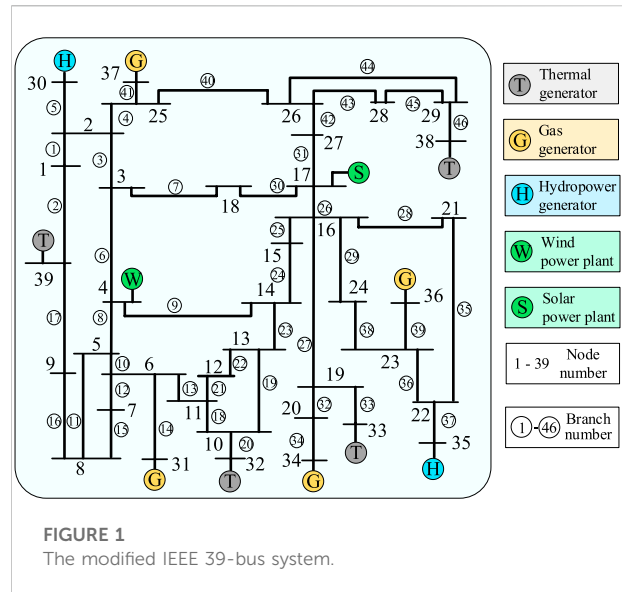 H
G
44
30
37
40
5
41
25
26
43
28
45
29
2
4
42
46
1
27
38
1
3
31
T
3
17
S
2
7
18
30
26
16
28
21
T
6
25
15
29
39
W
24
24
G
4
9
14
36
35
17
8
13
23
27
38
39
5
10
6
12
22
19
23
9
12
13
21
19
36
11
18
20
32
33
22
16
11
7
15
14
10
20
34
33
37
35
8
31
32
34
T
H
G
T
G
T
Thermal
generator
G
Gas
generator
H
Hydropower
generator
W
Wind
power plant
S
Solar
power plant
1 - 39
Node
number
1-46
Branch
number
FIGURE 1
The modified IEEE 39-bus system.